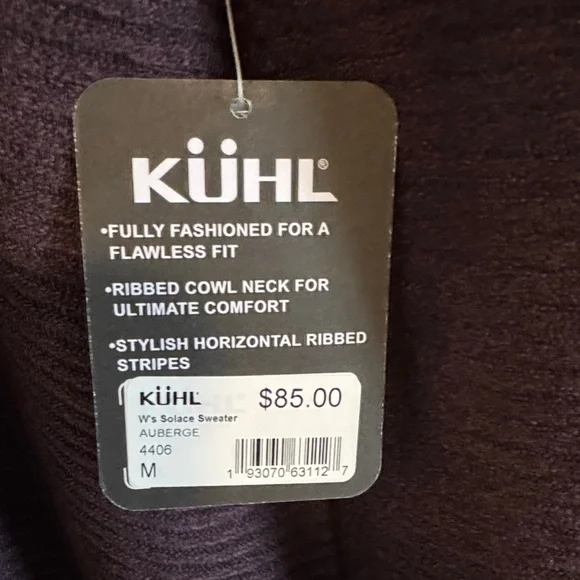 KÜHL®
•FULLY FASHIONED FOR A
FLAWLESS FIT
•RIBBED COWL NECK FOR
ULTIMATE COMFORT
•STYLISH HORIZONTAL RIBBED
STRIPES
KÜHL $85.00
W's Solace Sweater
AUBERGE
4406
M
1 93070 63112 7